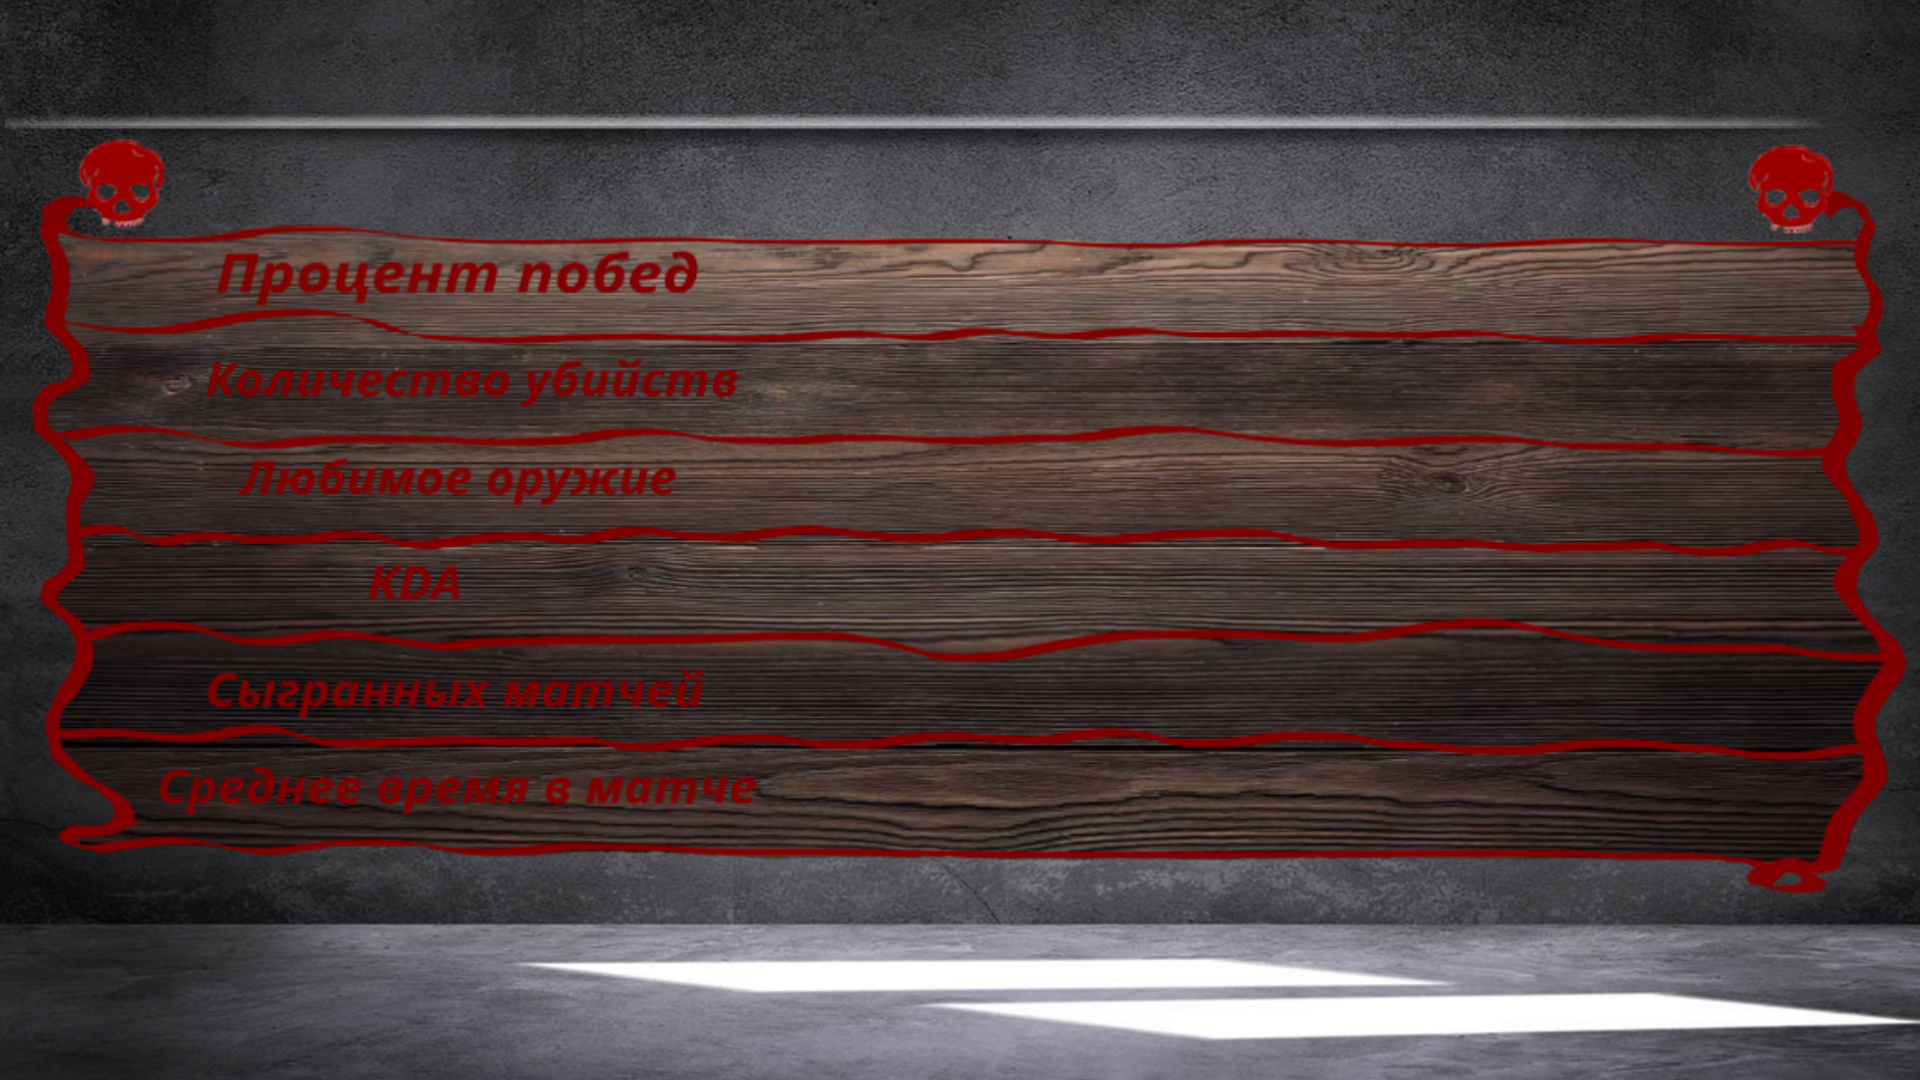 Процент побед
Количество убийств
Любимое оружие
KDA
Сыгранных матчей
Среднее время в матче